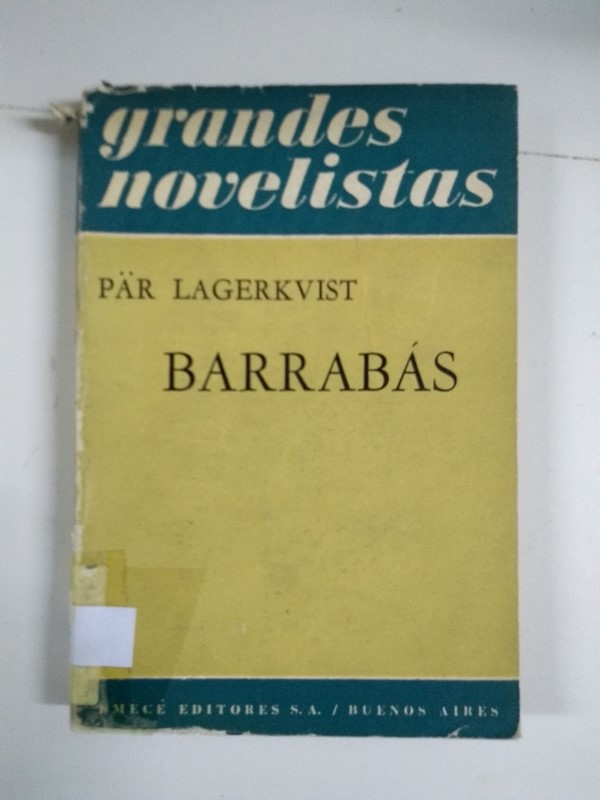 grandes
novelistas
PÄR LAGERKVIST
BARRABÁS
EMECÉ EDITORES S.A. / BUENOS AIRES